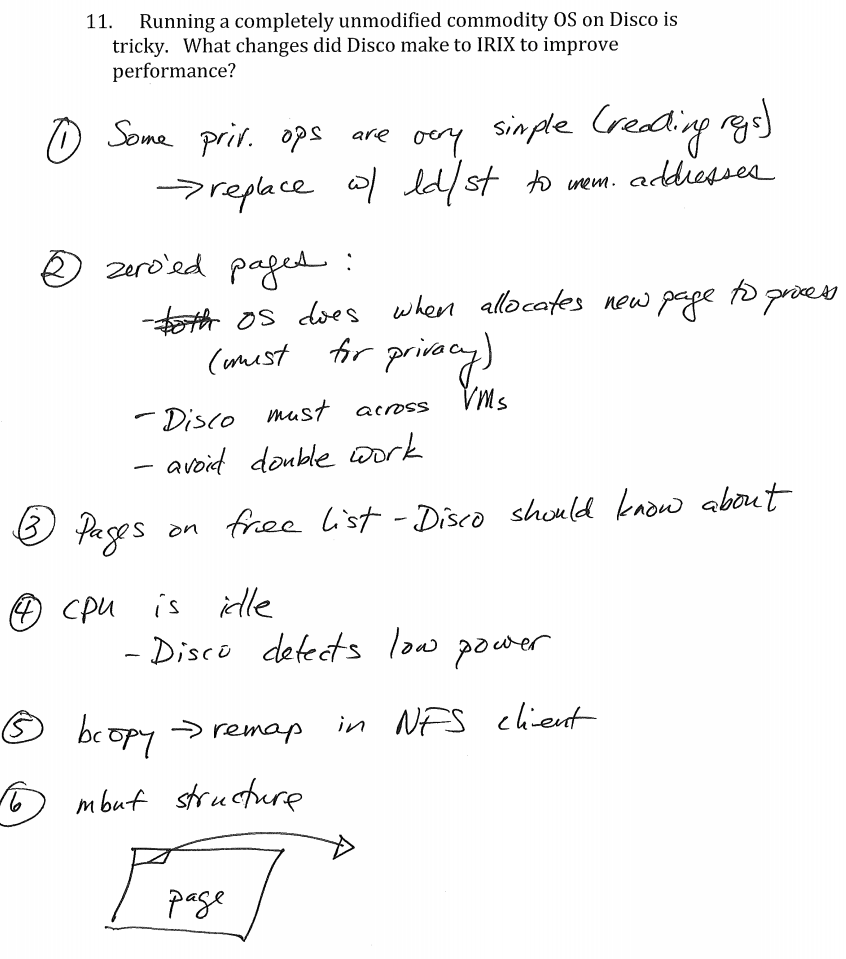 11. Running a completely unmodified commodity OS on Disco is
tricky. What changes did Disco make to IRIX to improve
performance?
① Some priv. ops are very simple (reading regs)
→ replace w/ ld/st to mem. addresses
② zero'ed pages :
- both OS does when allocates new page to process
(must for privacy)
- Disco must across VMs
- avoid double work
③ Pages on free list - Disco should know about
④ CPU is idle
- Disco detects low power
⑤ bcopy → remap in NFS client
⑥ mbuf structure
page